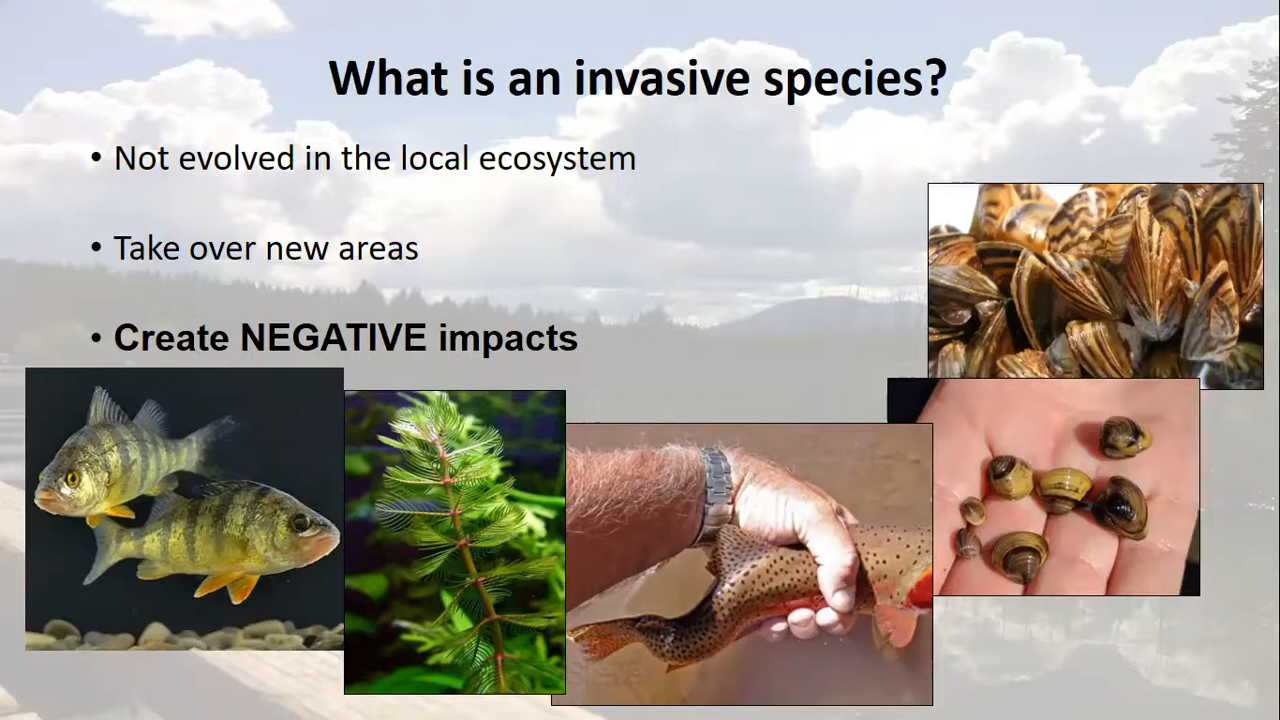 What is an invasive species?
• Not evolved in the local ecosystem
• Take over new areas
• Create NEGATIVE impacts